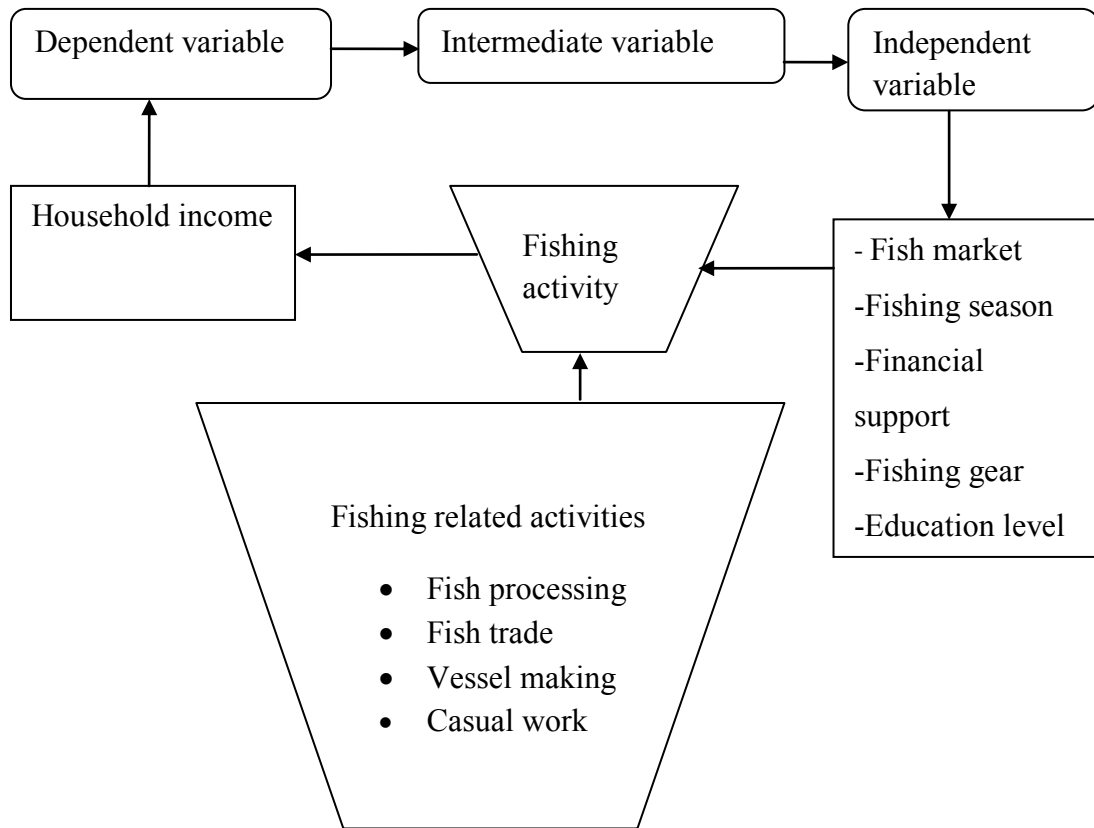 Dependent variable
Intermediate variable
Independent
variable
Household income
Fishing
activity
- Fish market
-Fishing season
-Financial
support
-Fishing gear
-Education level
Fishing related activities
• Fish processing
• Fish trade
• Vessel making
• Casual work